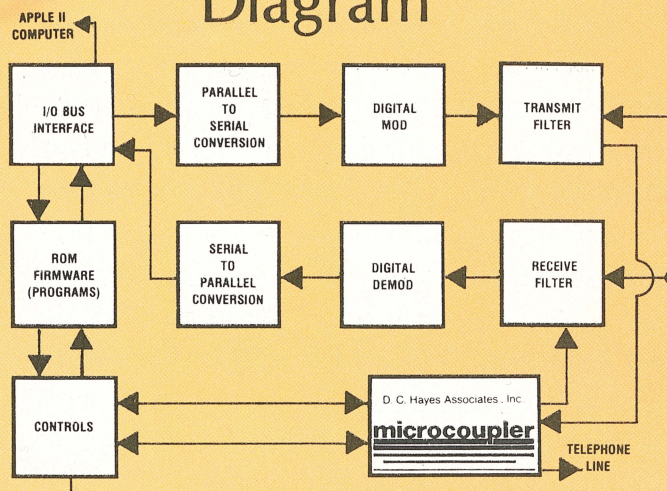 Diagram
APPLE II
COMPUTER
I/O BUS
INTERFACE
PARALLEL
TO
SERIAL
CONVERSION
DIGITAL
MOD
TRANSMIT
FILTER
ROM
FIRMWARE
(PROGRAMS)
SERIAL
TO
PARALLEL
CONVERSION
DIGITAL
DEMOD
RECEIVE
FILTER
CONTROLS
D. C. Hayes Associates , Inc
microcoupler
TELEPHONE
LINE